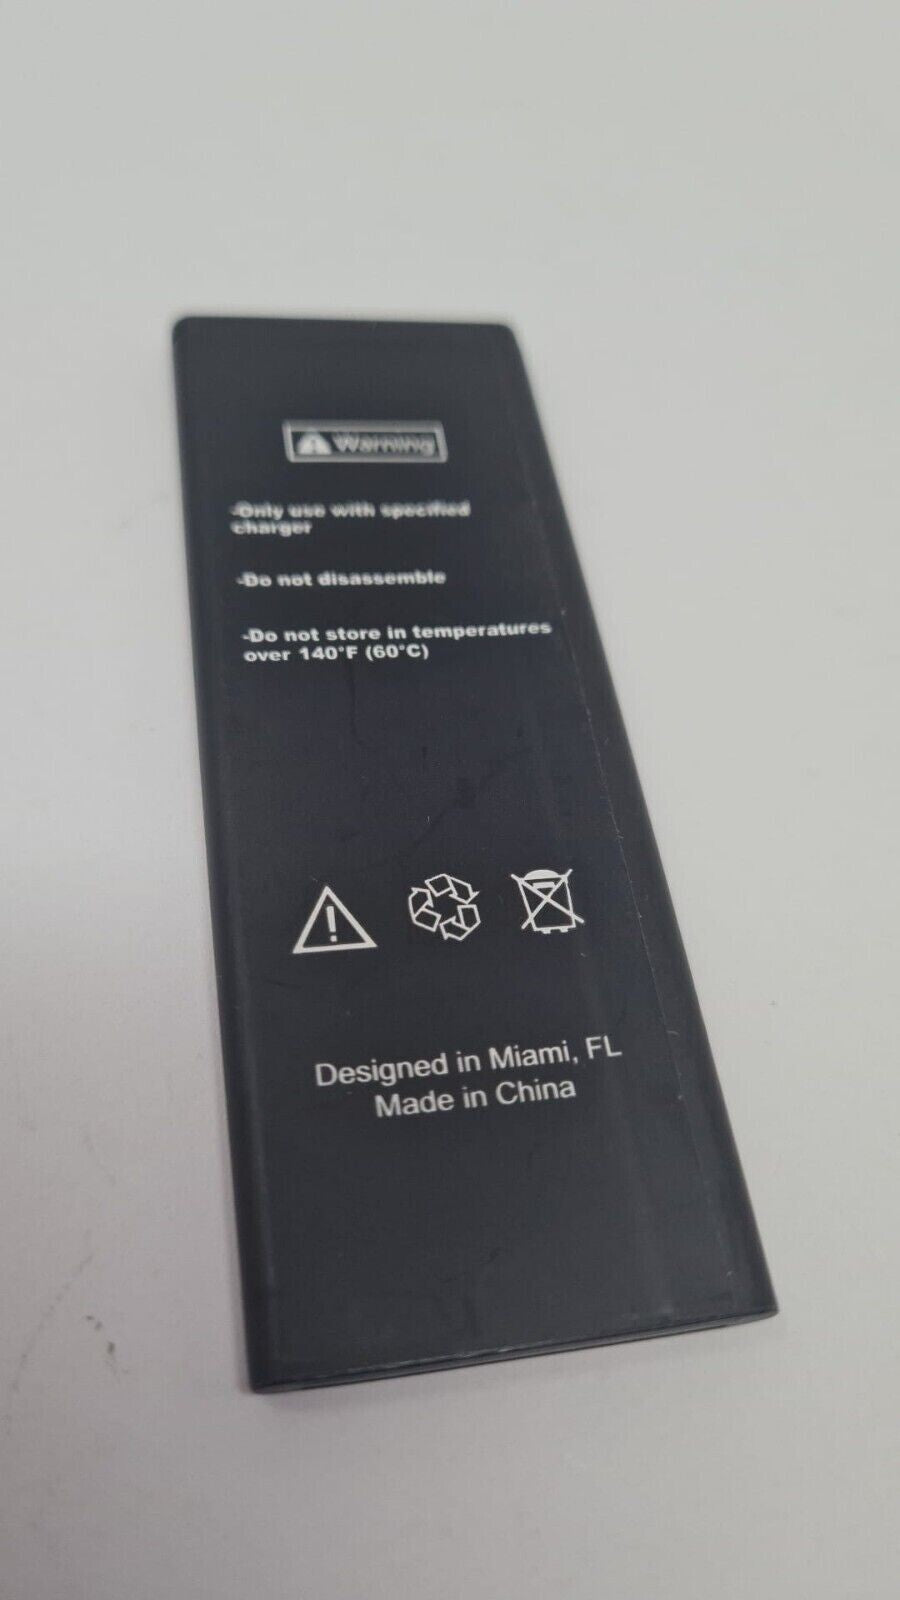 Warning
-Only use with specified
charger
-Do not disassemble
-Do not store in temperatures
over 140°F (60°C)
Designed in Miami, FL
Made in China